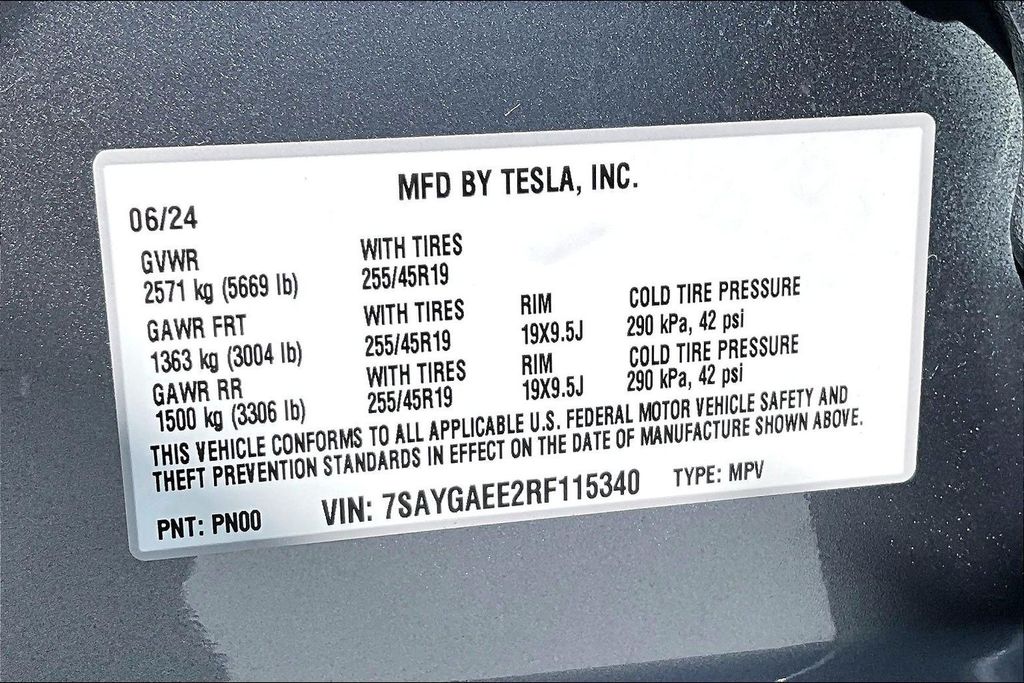 MFD BY TESLA, INC.
06/24
GVWR WITH TIRES
2571 kg (5669 lb) 255/45R19
GAWR FRT WITH TIRES RIM COLD TIRE PRESSURE
1363 kg (3004 lb) 255/45R19 19X9.5J 290 kPa, 42 psi
GAWR RR WITH TIRES RIM COLD TIRE PRESSURE
1500 kg (3306 lb) 255/45R19 19X9.5J 290 kPa, 42 psi
THIS VEHICLE CONFORMS TO ALL APPLICABLE U.S. FEDERAL MOTOR VEHICLE SAFETY AND
THEFT PREVENTION STANDARDS IN EFFECT ON THE DATE OF MANUFACTURE SHOWN ABOVE.
PNT: PN00 VIN: 7SAYGAEE2RF115340 TYPE: MPV